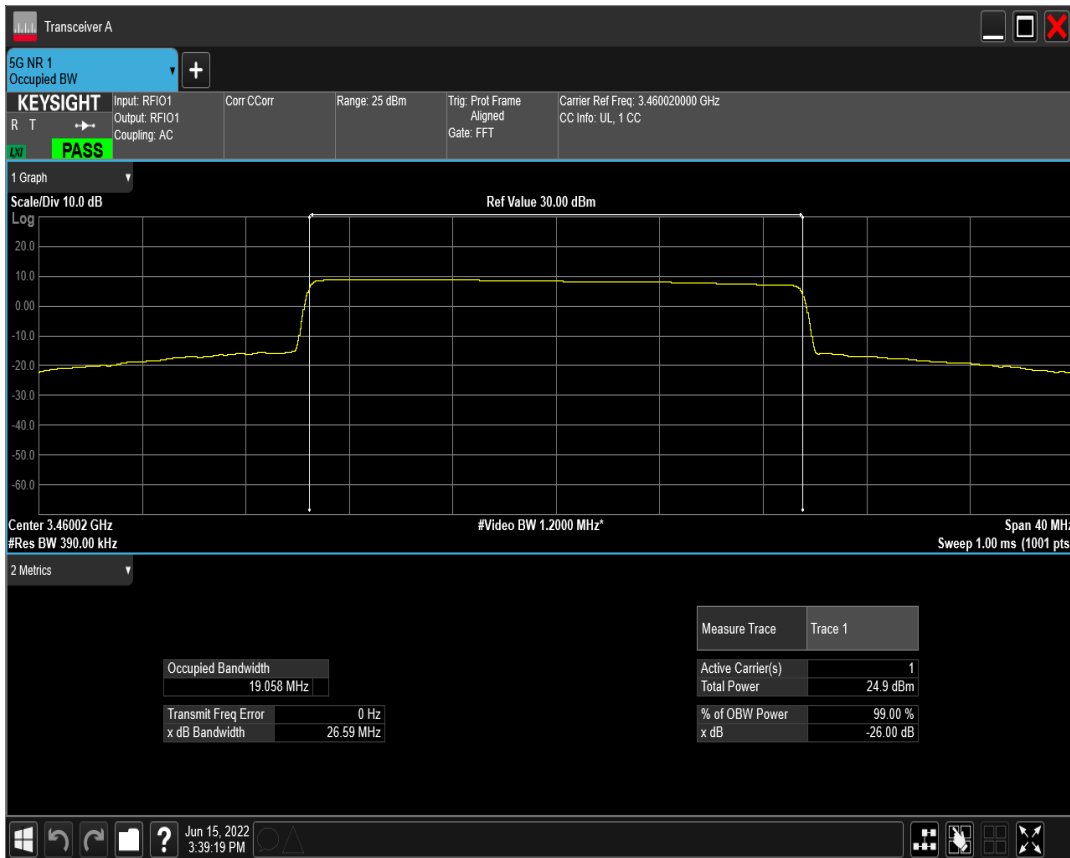 Transceiver A
5G NR 1
Occupied BW
KEYSIGHT
R T
LXI
PASS
Input: RFIO1
Output: RFIO1
Coupling: AC
Corr CCorr
Range: 25 dBm
Trig: Prot Frame
Aligned
Gate: FFT
Carrier Ref Freq: 3.460020000 GHz
CC Info: UL, 1 CC
1 Graph
Scale/Div 10.0 dB
Ref Value 30.00 dBm
Log
20.0
10.0
0.00
-10.0
-20.0
-30.0
-40.0
-50.0
-60.0
Center 3.46002 GHz
#Video BW 1.2000 MHz*
Span 40 MHz
#Res BW 390.00 kHz
Sweep 1.00 ms (1001 pts
2 Metrics
Measure Trace Trace 1
Occupied Bandwidth
19.058 MHz
Active Carrier(s) 1
Total Power 24.9 dBm
Transmit Freq Error 0 Hz
x dB Bandwidth 26.59 MHz
% of OBW Power 99.00 %
x dB -26.00 dB
?
Jun 15, 2022
3:39:19 PM